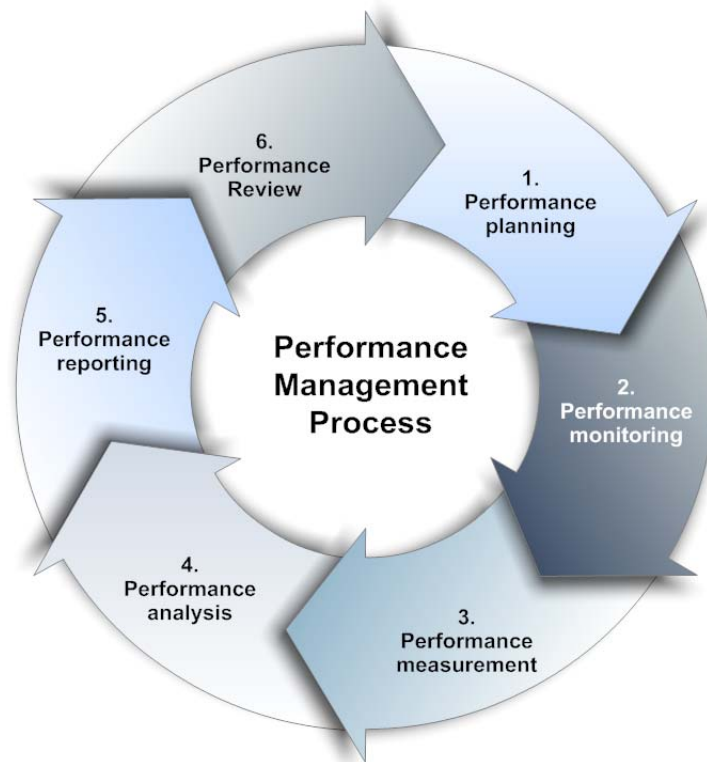 Performance
Management
Process
1.
Performance
planning
2.
Performance
monitoring
3.
Performance
measurement
4.
Performance
analysis
5.
Performance
reporting
6.
Performance
Review